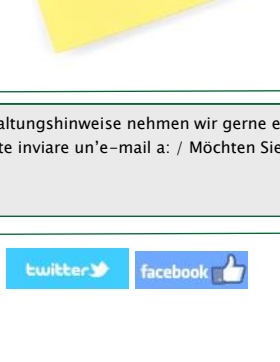 altungshinweise nehmen wir gerne e
te inviare un'e-mail a: / Möchten Sie
twitter
facebook